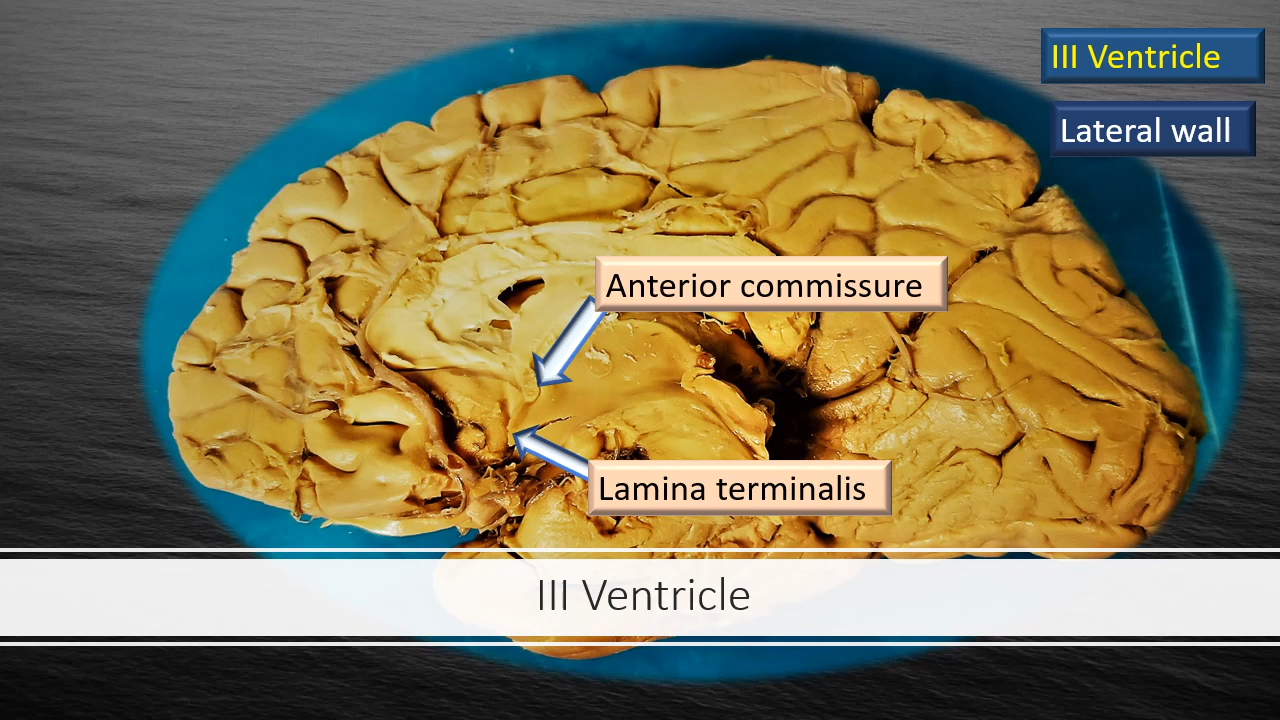 III Ventricle
Lateral wall
Anterior commissure
Lamina terminalis
III Ventricle